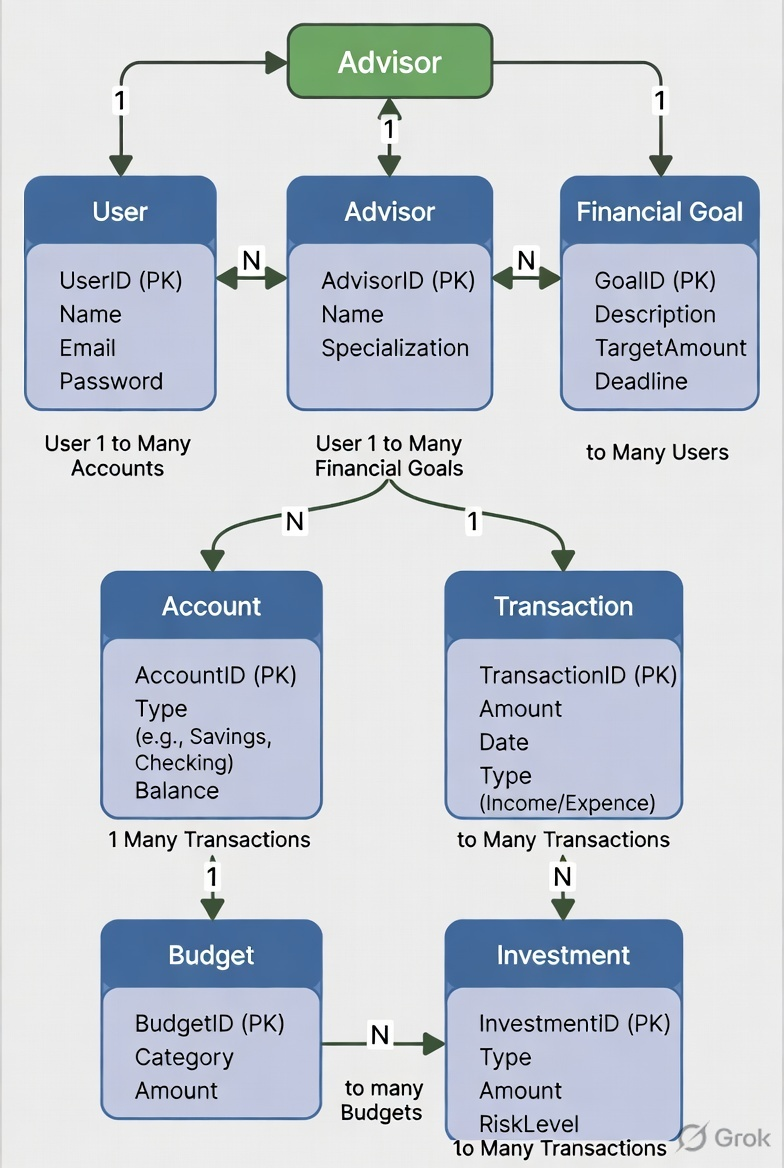 Advisor
1
1
1
User
Advisor
Financial Goal
UserID (PK)
Name
Email
Password
N
AdvisorID (PK)
Name
Specialization
N
GoalID (PK)
Description
TargetAmount
Deadline
User 1 to Many
Accounts
User 1 to Many
Financial Goals
to Many Users
N
1
Account
Transaction
AccountID (PK)
Type
(e.g., Savings,
Checking)
Balance
TransactionID (PK)
Amount
Date
Type
(Income/Expence)
1 Many Transactions
to Many Transactions
1
N
Budget
Investment
BudgetID (PK)
Category
Amount
N
to many
Budgets
InvestmentiD (PK)
Type
Amount
RiskLevel
1o Many Transactions
Grok